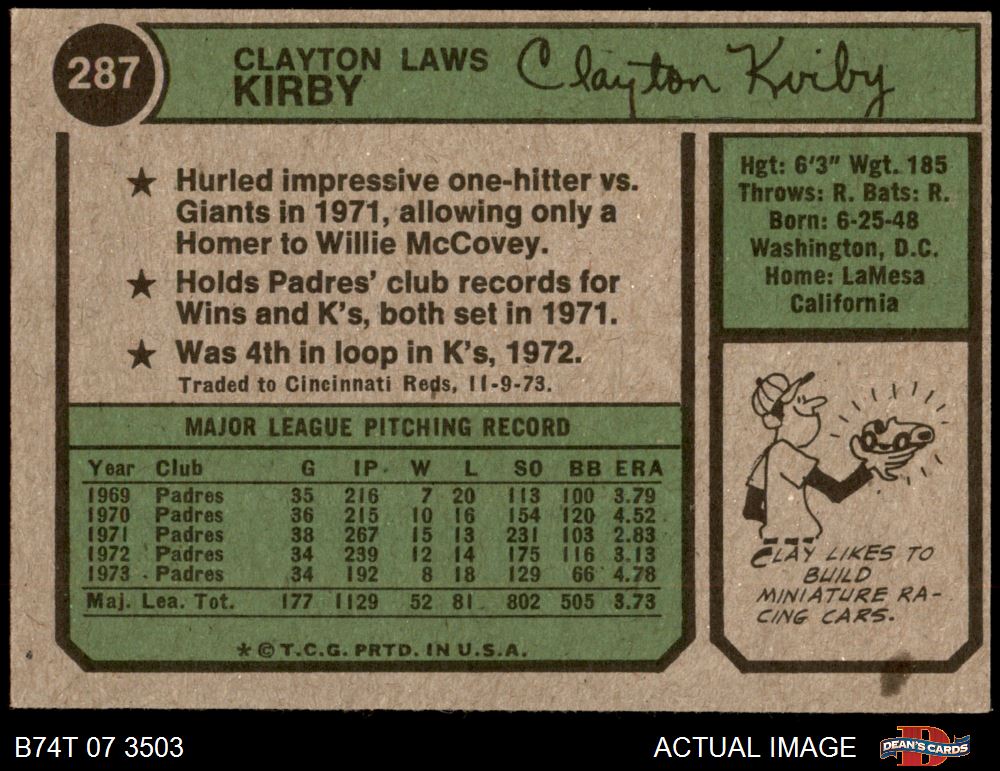 287
CLAYTON LAWS
KIRBY
Clayton Kirby
★ Hurled impressive one-hitter vs.
Giants in 1971, allowing only a
Homer to Willie McCovey.
★ Holds Padres' club records for
Wins and K's, both set in 1971.
★ Was 4th in loop in K's, 1972.
Traded to Cincinnati Reds, 11-9-73.
MAJOR LEAGUE PITCHING RECORD
Year Club G IP W L SO BB ERA
1969 Padres 35 216 7 20 113 100 3.79
1970 Padres 36 215 10 16 154 120 4.52
1971 Padres 38 267 15 13 231 103 2.83
1972 Padres 34 239 12 14 175 116 3.13
1973 Padres 34 192 8 18 129 66 4.78
Maj. Lea. Tot. 177 1129 52 81 802 505 3.73
★ © T.C.G. PRTD. IN U.S.A.
Hgt: 6'3" Wgt. 185
Throws: R. Bats: R.
Born: 6-25-48
Washington, D.C.
Home: LaMesa
California
CLAY LIKES TO
BUILD
MINIATURE RA-
CING CARS.
B74T 07 3503
ACTUAL IMAGE
DEAN'S CARDS